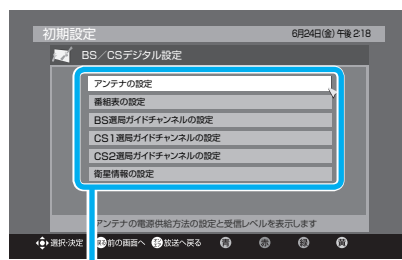 初期設定
6月24日(金)午後2:18
BS/CSデジタル設定
アンテナの設定
番組表の設定
BS選局ガイドチャンネルの設定
CS1選局ガイドチャンネルの設定
CS2選局ガイドチャンネルの設定
衛星情報の設定
アンテナの電源供給方法の設定と受信レベルを表示します
選択・決定 戻る 前の画面へ 放送へ戻る 青 赤 緑 黄